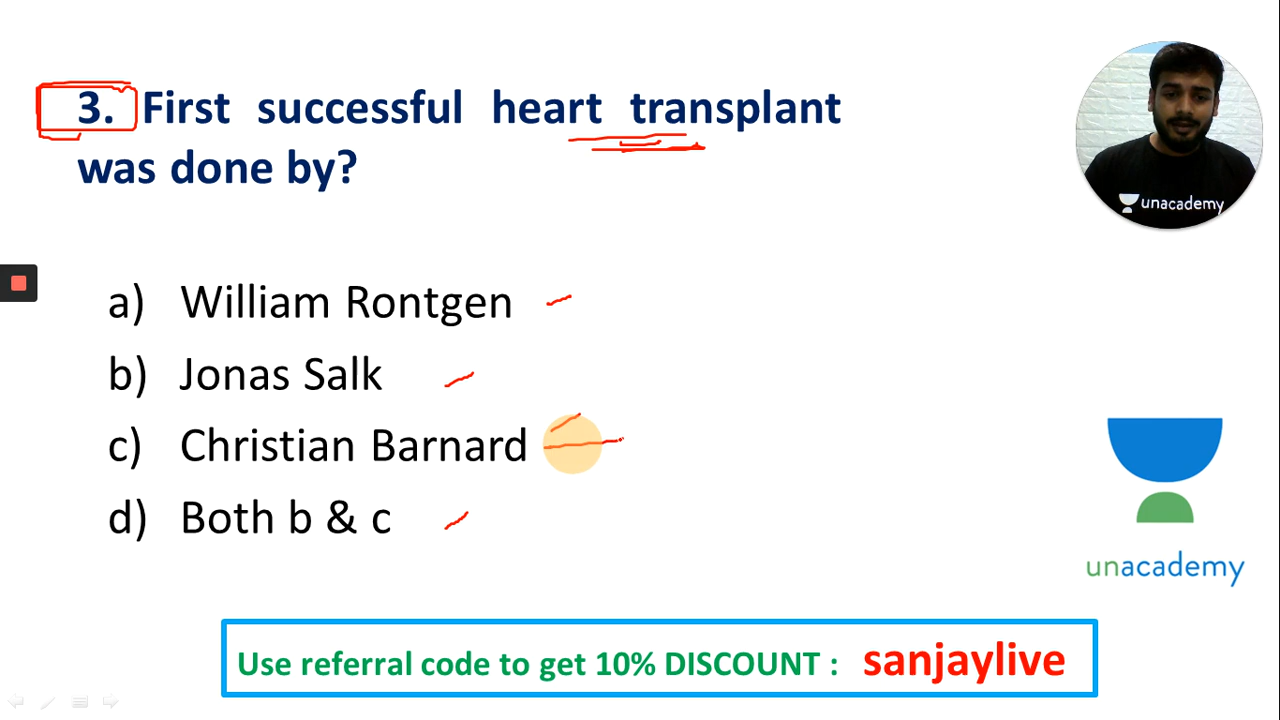 3. First successful heart transplant
was done by?
unacademy
a) William Rontgen
b) Jonas Salk
c) Christian Barnard
d) Both b & c
unacademy
Use referral code to get 10% DISCOUNT : sanjaylive